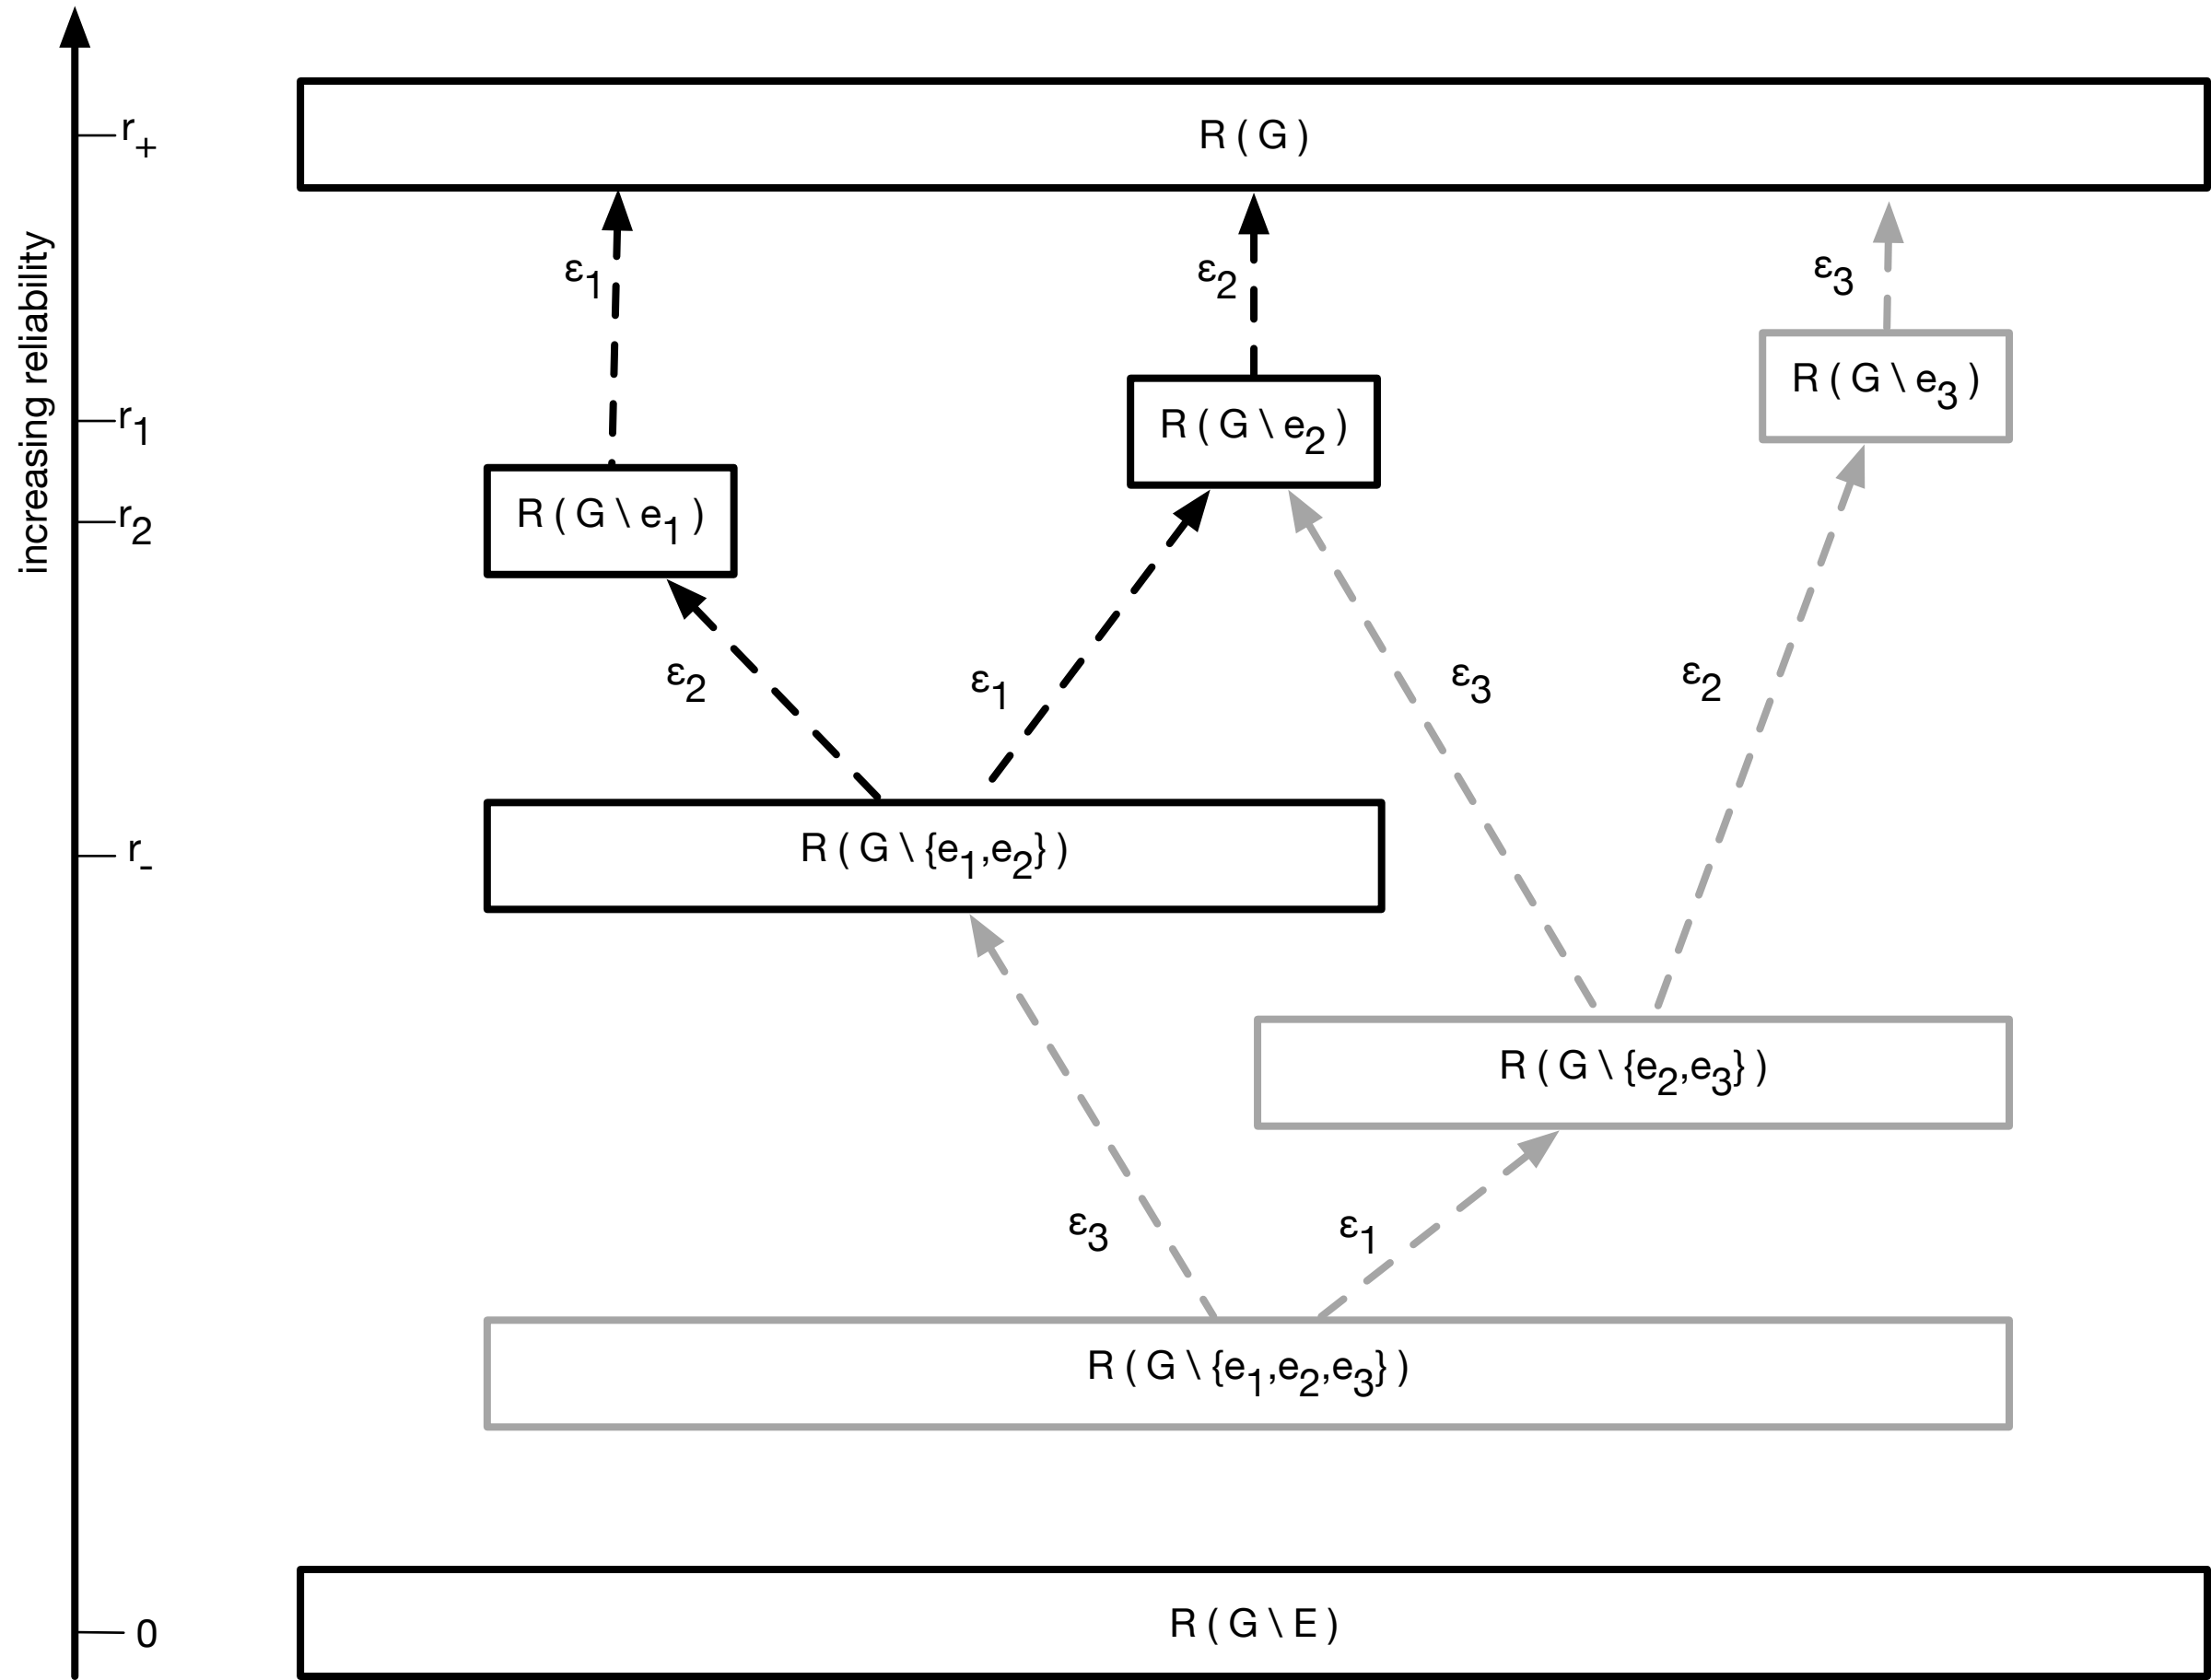 r₊
R ( G )
increasing reliability
ε₁
ε₂
ε₃
R ( G \ e₃ )
r₁
R ( G \ e₂ )
r₂
R ( G \ e₁ )
ε₂
ε₁
ε₃
ε₂
r₋
R ( G \ {e₁,e₂} )
R ( G \ {e₂,e₃} )
ε₃
ε₁
R ( G \ {e₁,e₂,e₃} )
0
R ( G \ E )